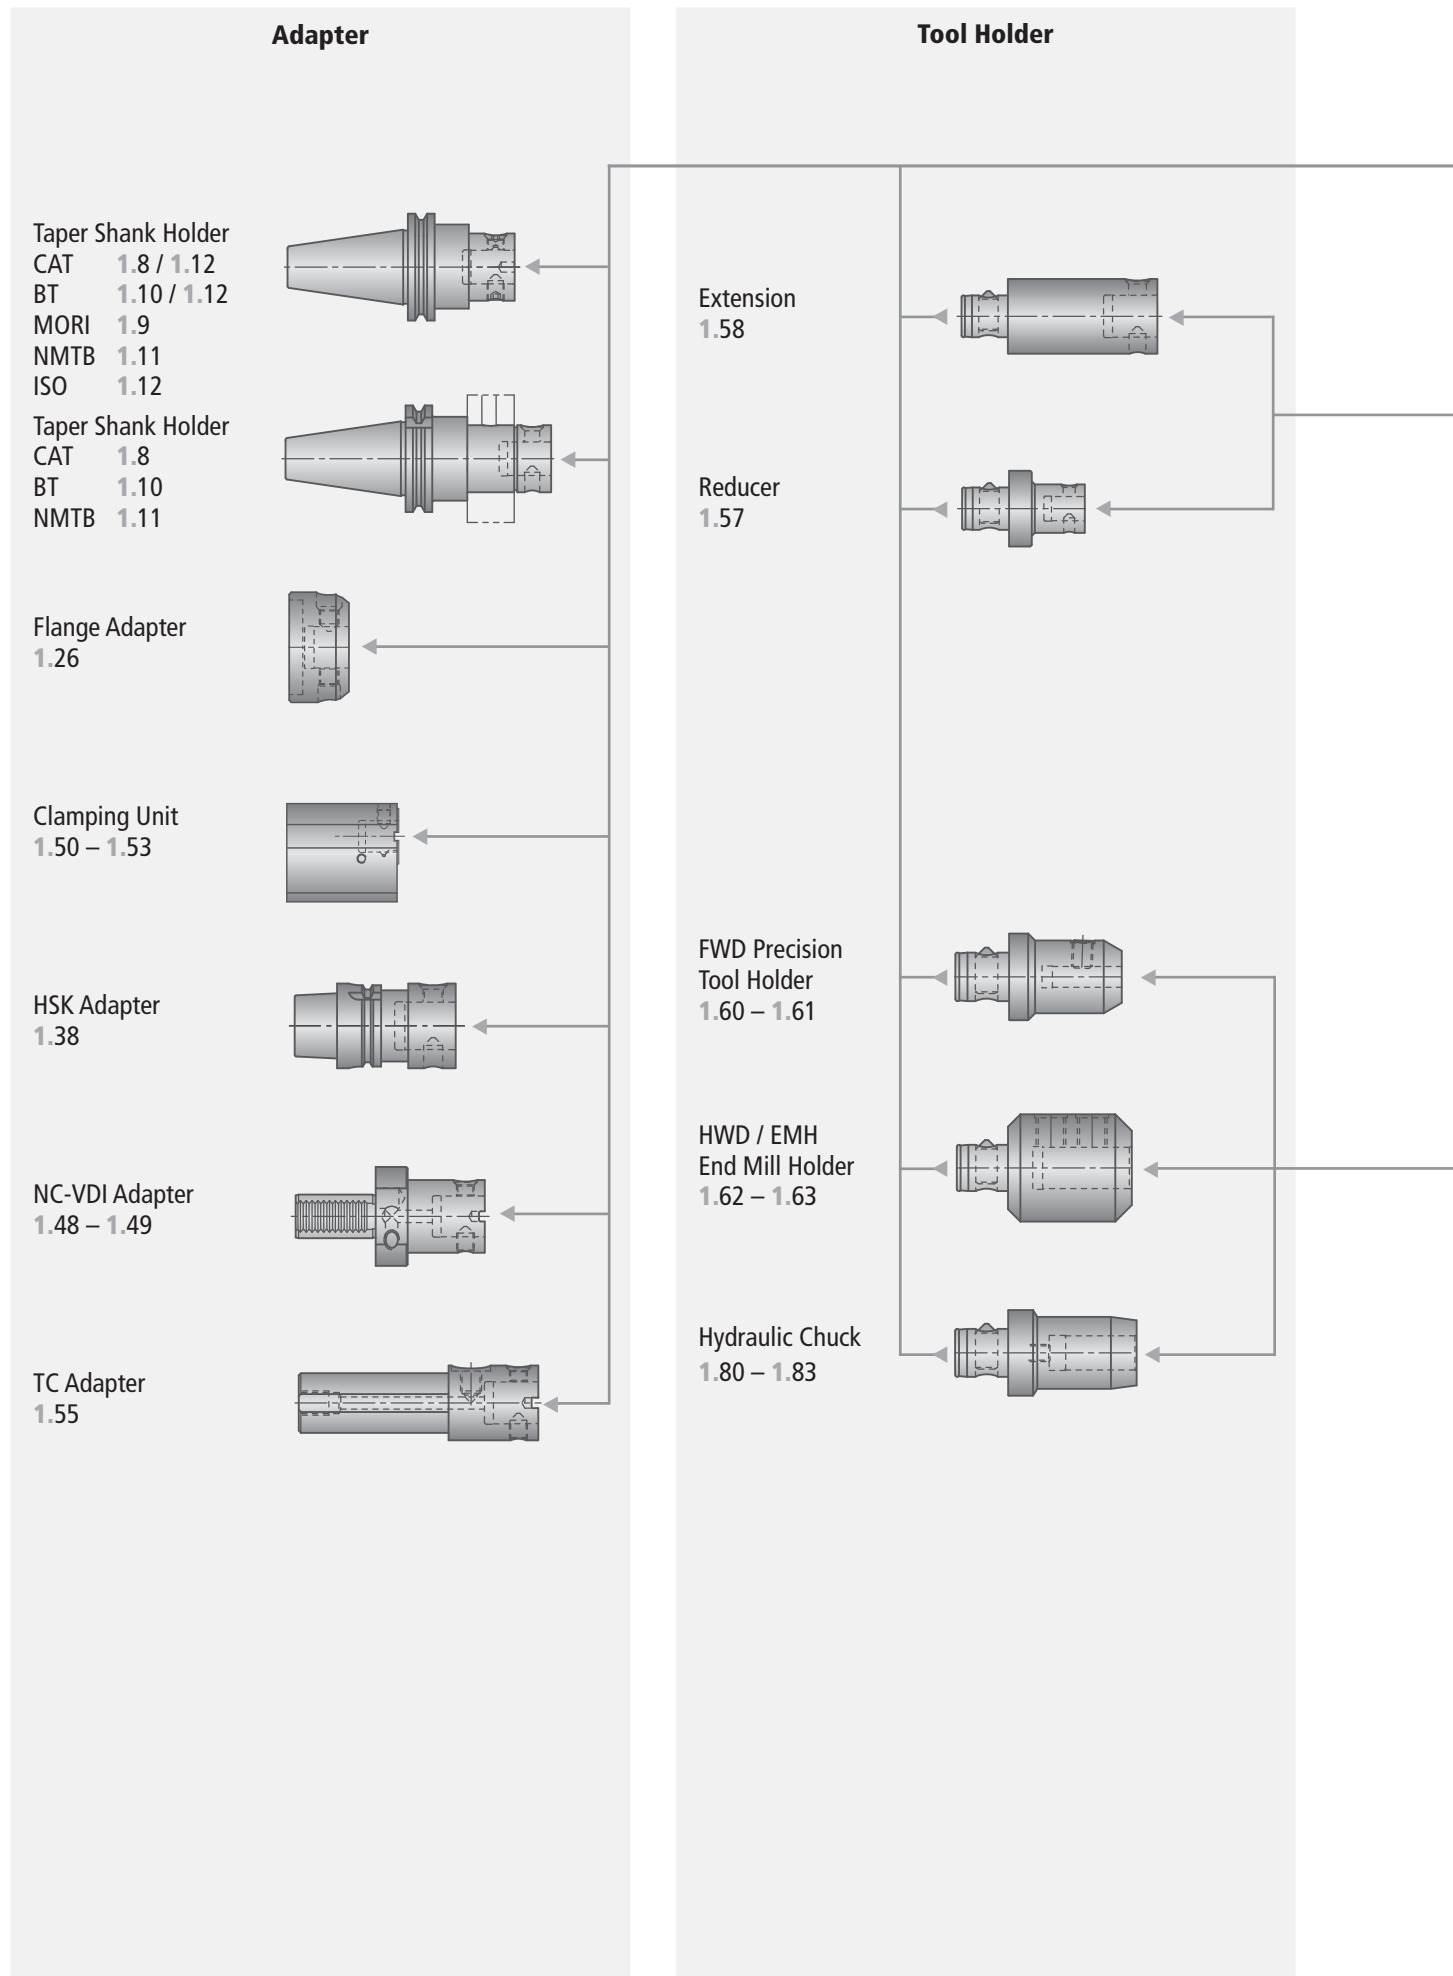 Adapter
Taper Shank Holder
CAT 1.8 / 1.12
BT 1.10 / 1.12
MORI 1.9
NMTB 1.11
ISO 1.12
Taper Shank Holder
CAT 1.8
BT 1.10
NMTB 1.11
Flange Adapter
1.26
Clamping Unit
1.50 – 1.53
HSK Adapter
1.38
NC-VDI Adapter
1.48 – 1.49
TC Adapter
1.55
Tool Holder
Extension
1.58
Reducer
1.57
FWD Precision
Tool Holder
1.60 – 1.61
HWD / EMH
End Mill Holder
1.62 – 1.63
Hydraulic Chuck
1.80 – 1.83